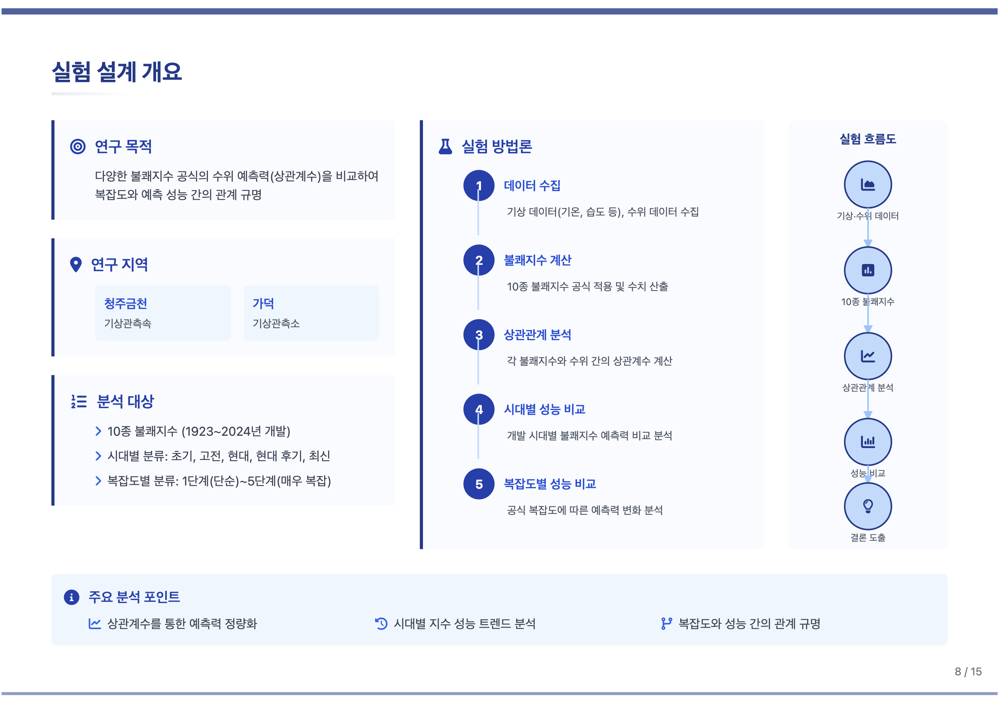 실험 설계 개요
연구 목적
다양한 불쾌지수 공식의 수위 예측력(상관계수)을 비교하여
복잡도와 예측 성능 간의 관계 규명
연구 지역
청주금천
기상관측속
가덕
기상관측소
분석 대상
10종 불쾌지수 (1923~2024년 개발)
시대별 분류: 초기, 고전, 현대, 현대 후기, 최신
복잡도별 분류: 1단계(단순)~5단계(매우 복잡)
실험 방법론
1 데이터 수집
기상 데이터(기온, 습도 등), 수위 데이터 수집
2 불쾌지수 계산
10종 불쾌지수 공식 적용 및 수치 산출
3 상관관계 분석
각 불쾌지수와 수위 간의 상관계수 계산
4 시대별 성능 비교
개발 시대별 불쾌지수 예측력 비교 분석
5 복잡도별 성능 비교
공식 복잡도에 따른 예측력 변화 분석
실험 흐름도
기상·수위 데이터
10종 불쾌지수
상관관계 분석
성능 비교
결론 도출
주요 분석 포인트
상관계수를 통한 예측력 정량화
시대별 지수 성능 트렌드 분석
복잡도와 성능 간의 관계 규명
8 / 15